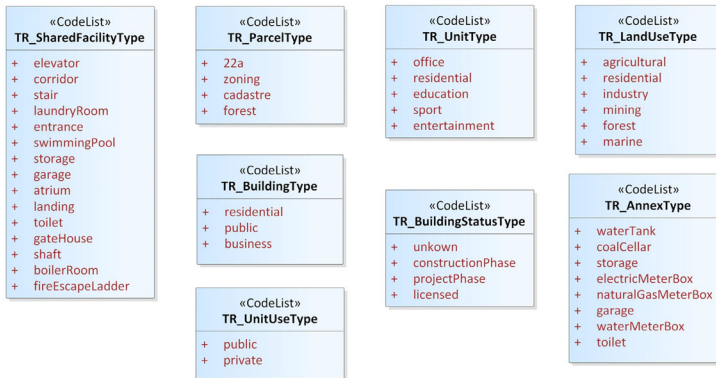 «CodeList»
TR_SharedFacilityType
+ elevator
+ corridor
+ stair
+ laundryRoom
+ entrance
+ swimmingPool
+ storage
+ garage
+ atrium
+ landing
+ toilet
+ gateHouse
+ shaft
+ boilerRoom
+ fireEscapeLadder
«CodeList»
TR_ParcelType
+ 22a
+ zoning
+ cadastre
+ forest
«CodeList»
TR_UnitType
+ office
+ residential
+ education
+ sport
+ entertainment
«CodeList»
TR_LandUseType
+ agricultural
+ residential
+ industry
+ mining
+ forest
+ marine
«CodeList»
TR_BuildingType
+ residential
+ public
+ business
«CodeList»
TR_BuildingStatusType
+ unkown
+ constructionPhase
+ projectPhase
+ licensed
«CodeList»
TR_AnnexType
+ waterTank
+ coalCellar
+ storage
+ electricMeterBox
+ naturalGasMeterBox
+ garage
+ waterMeterBox
+ toilet
«CodeList»
TR_UnitUseType
+ public
+ private